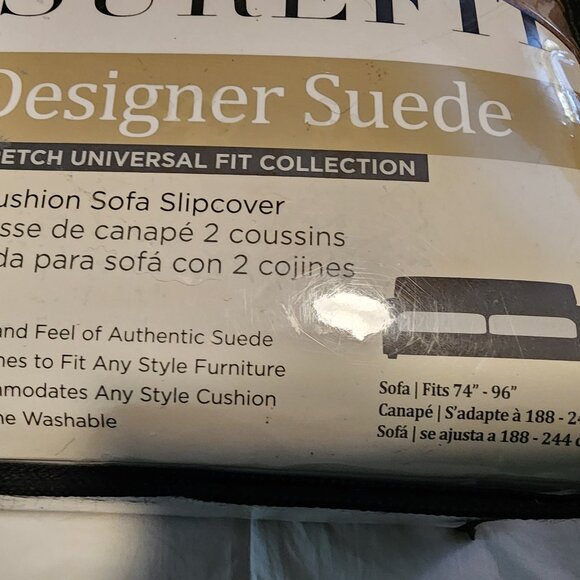 SUREFIT
Designer Suede
ETCH UNIVERSAL FIT COLLECTION
ushion Sofa Slipcover
sse de canapé 2 coussins
da para sofá con 2 cojines
and Feel of Authentic Suede
hes to Fit Any Style Furniture
mmodates Any Style Cushion
ne Washable
Sofa | Fits 74" - 96"
Canapé | S'adapte à 188 - 24
Sofá | se ajusta a 188 - 244 c